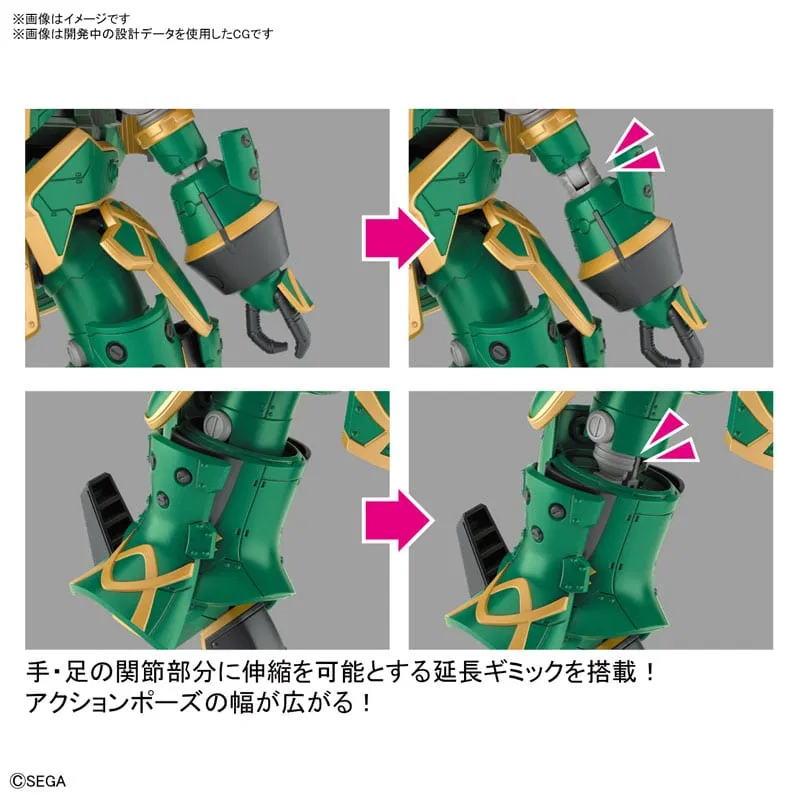 ※画像はイメージです
※画像は開発中の設計データを使用したCGです
手・足の関節部分に伸縮を可能とする延長ギミックを搭載！
アクションポーズの幅が広がる！
©SEGA